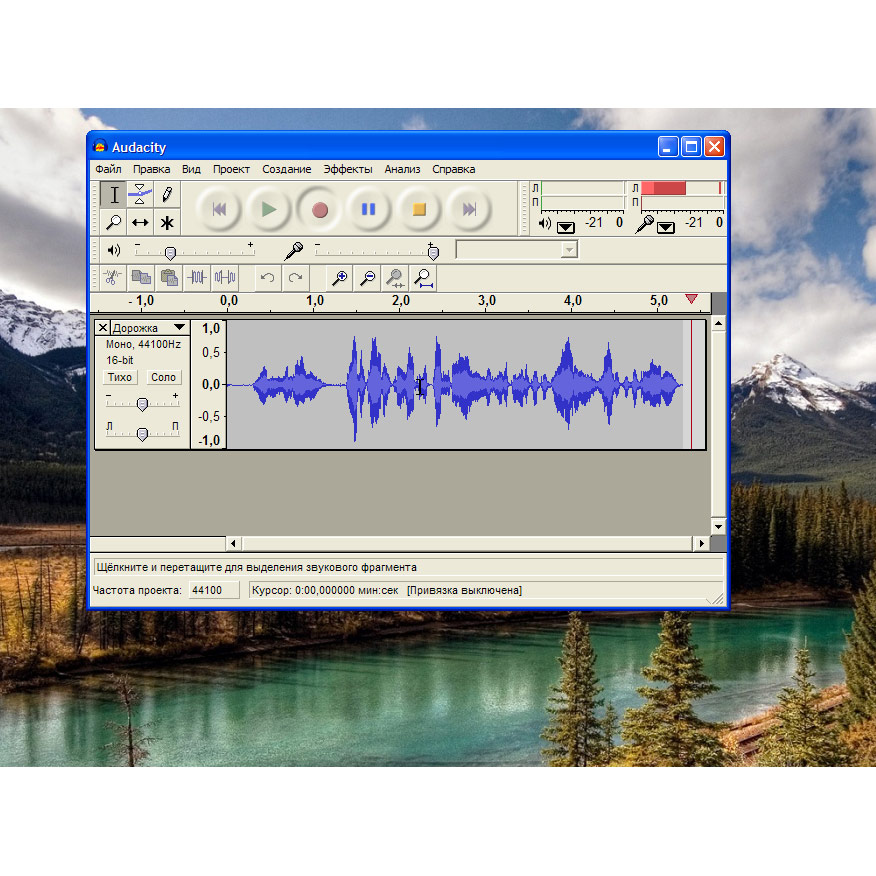 Audacity
Файл Правка Вид Проект Создание Эффекты Анализ Справка
Л Л
П П
-21 0 -21 0
- + - +
- 1,0 0,0 1,0 2,0 3,0 4,0 5,0
Дорожка 1,0
Моно, 44100Hz
0,5
16-bit
Тихо Соло 0,0
- +
-0,5
Л П
-1,0
Щёлкните и перетащите для выделения звукового фрагмента
Частота проекта: 44100 Курсор: 0:00,000000 мин:сек [Привязка выключена]